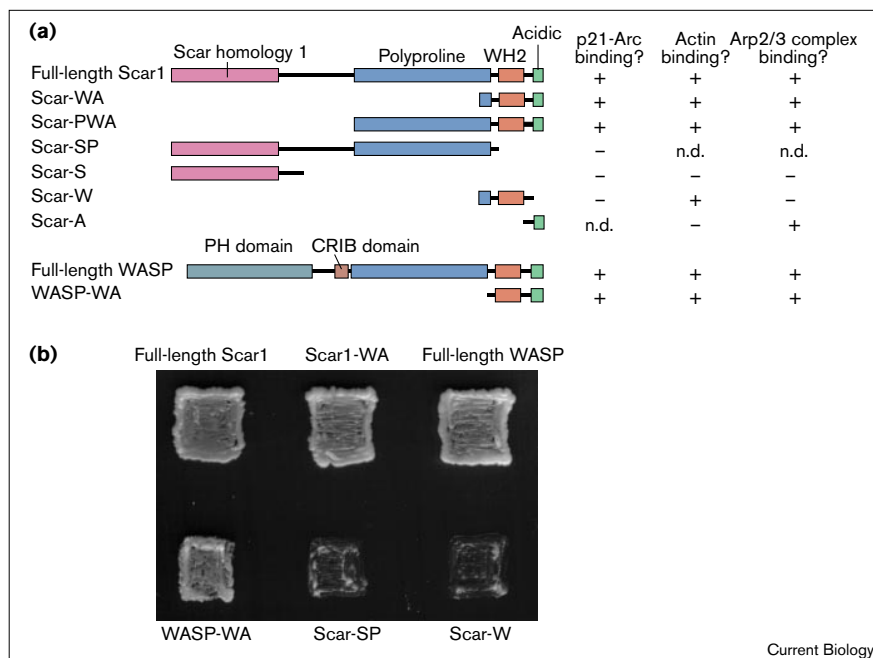 (a)
Scar homology 1
Polyproline
WH2
Acidic
p21-Arc binding?
Actin binding?
Arp2/3 complex binding?
Full-length Scar1 + + +
Scar-WA + + +
Scar-PWA + + +
Scar-SP – n.d. n.d.
Scar-S – – –
Scar-W – + –
Scar-A n.d. – +
PH domain CRIB domain
Full-length WASP + + +
WASP-WA + + +
(b)
Full-length Scar1 Scar1-WA Full-length WASP
WASP-WA Scar-SP Scar-W
Current Biology